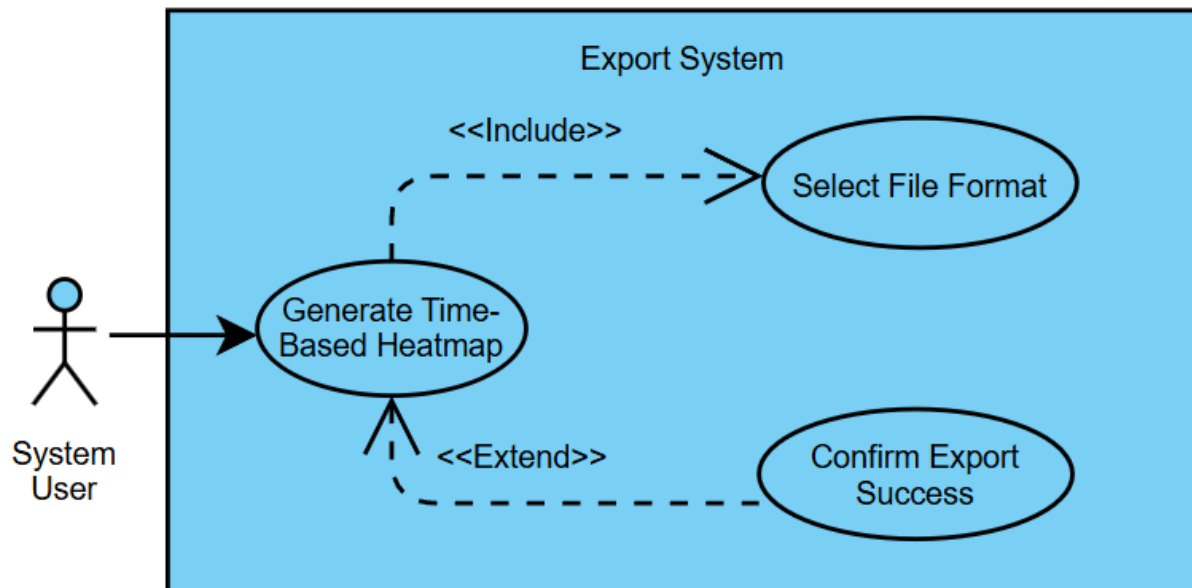 Export System
<<Include>>
Select File Format
Generate Time-
Based Heatmap
<<Extend>>
Confirm Export
Success
System
User